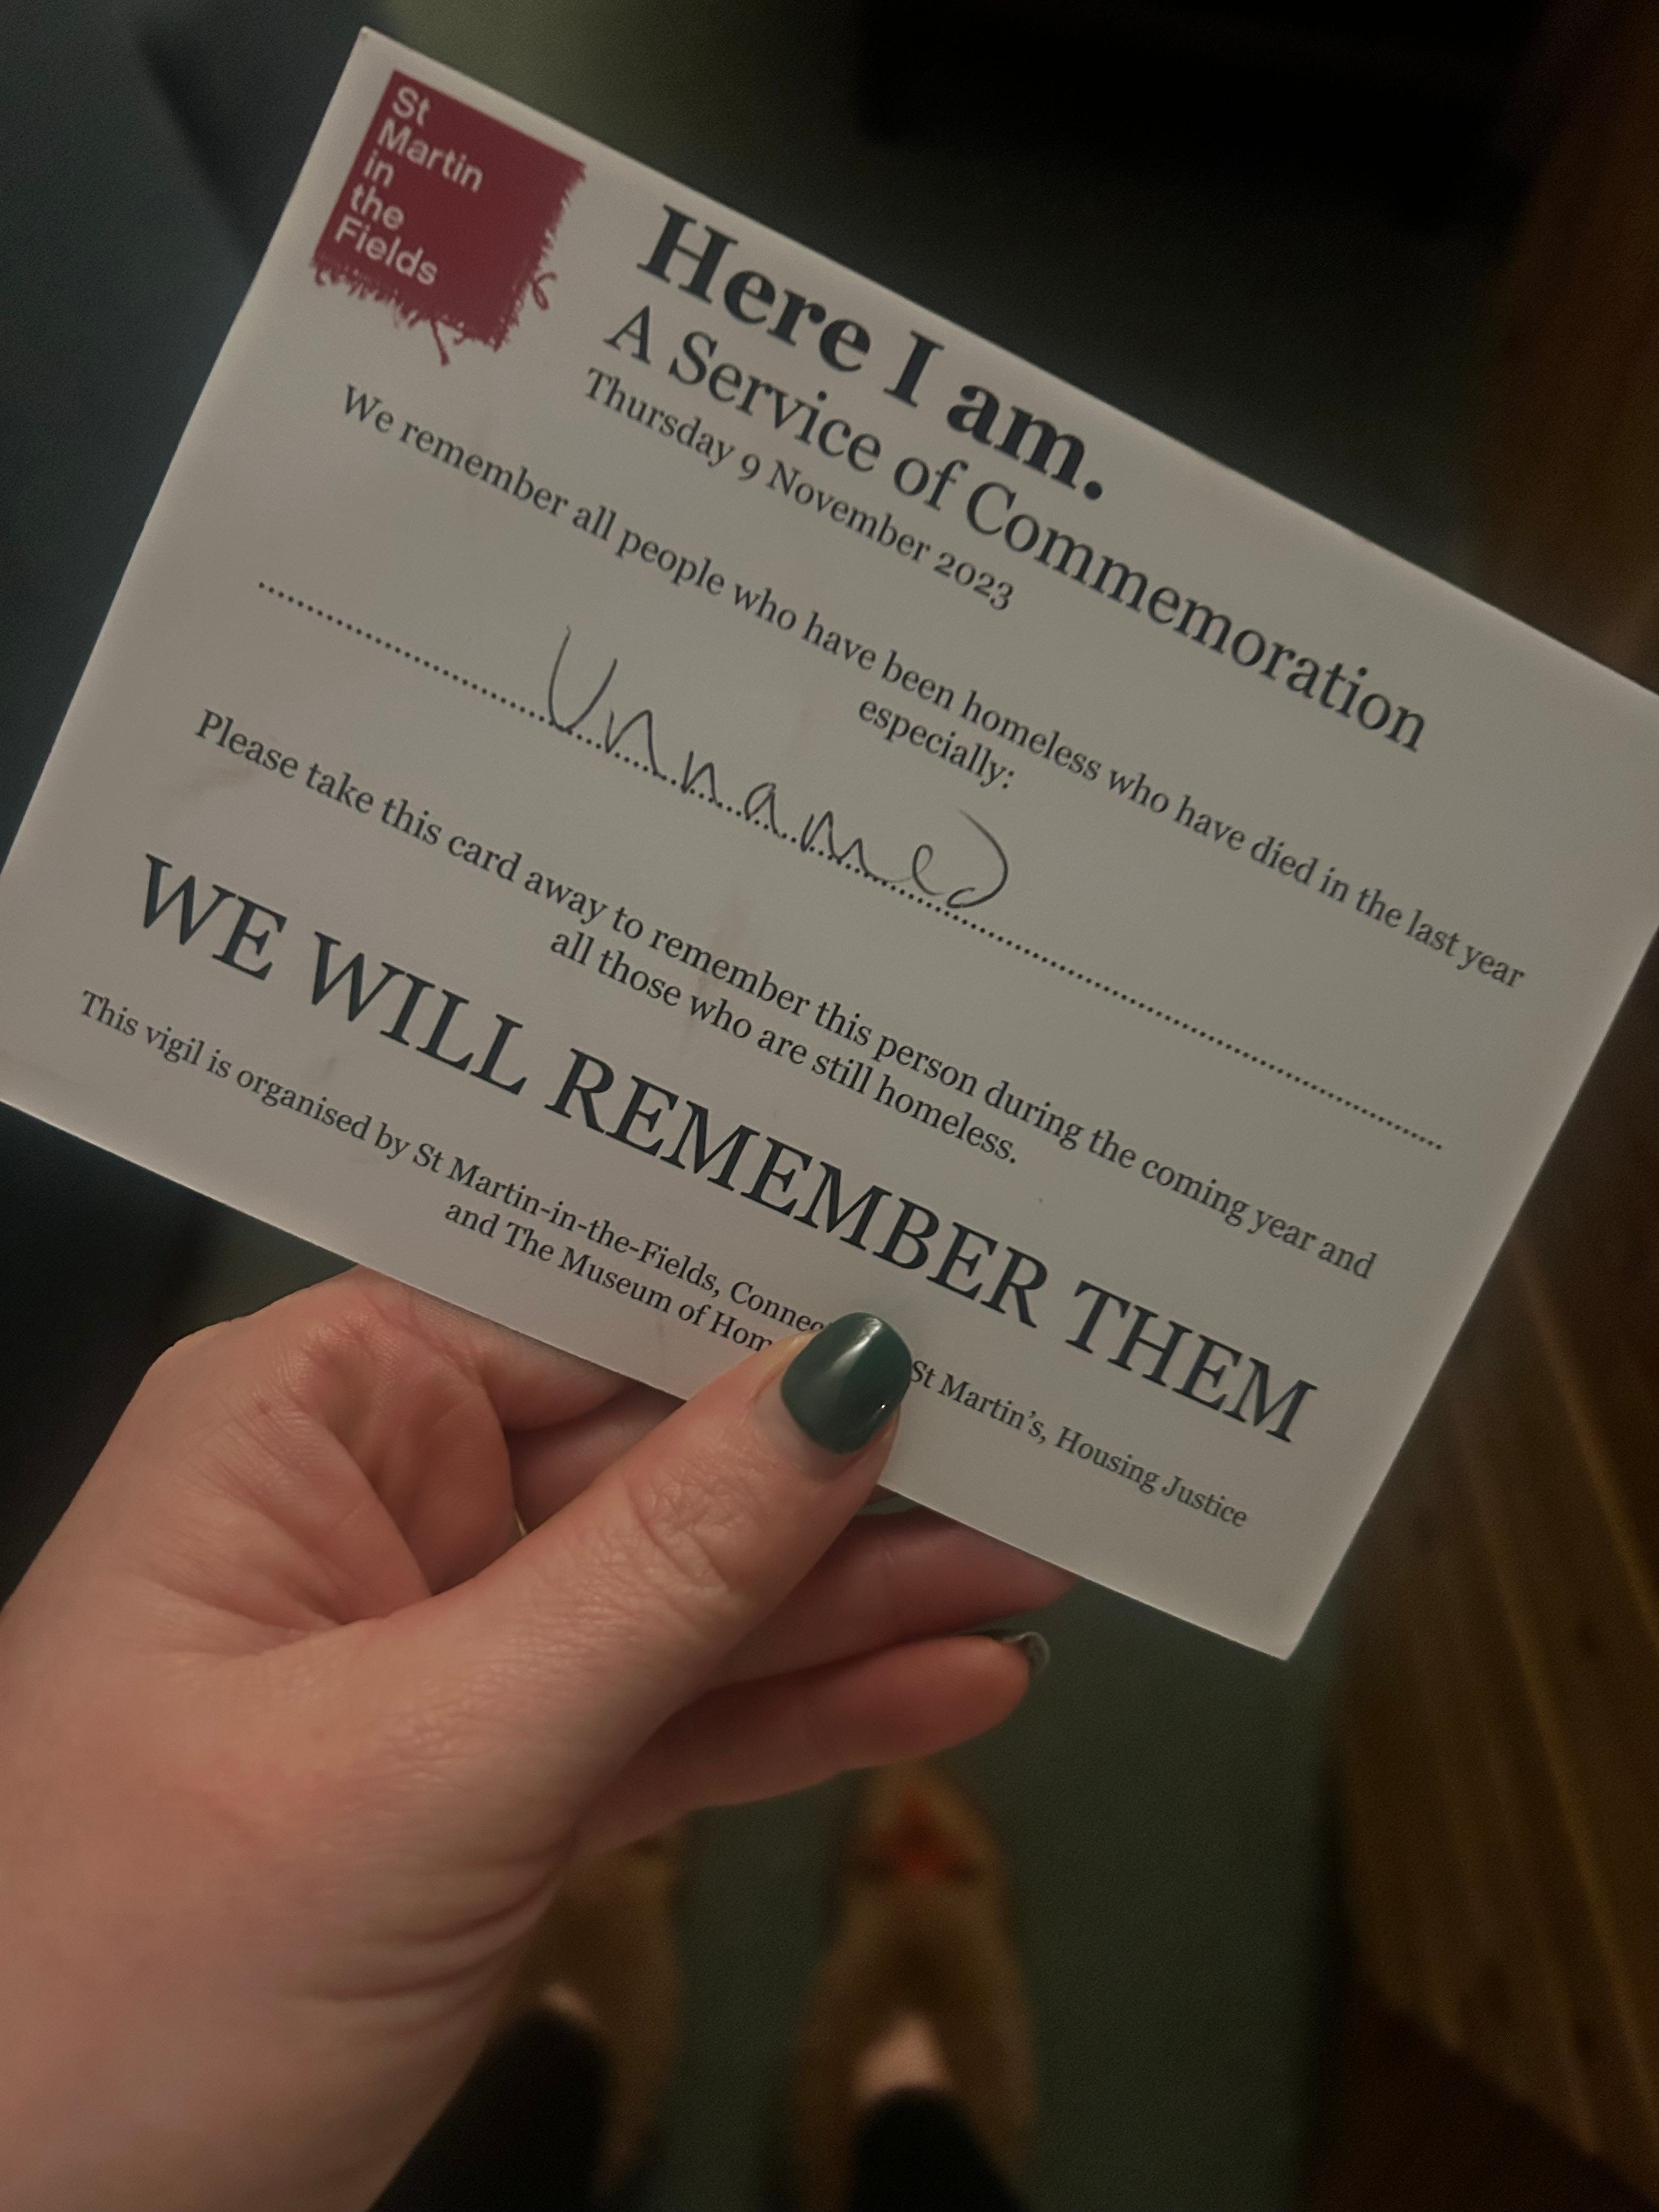 St
Martin
in
the
Fields
Here I am.
A Service of Commemoration
Thursday 9 November 2023
We remember all people who have been homeless who have died in the last year
especially:
Unnamed
Please take this card away to remember this person during the coming year and
all those who are still homeless.
WE WILL REMEMBER THEM
This vigil is organised by St Martin-in-the-Fields, St Martin's, Housing Justice
and The Museum of